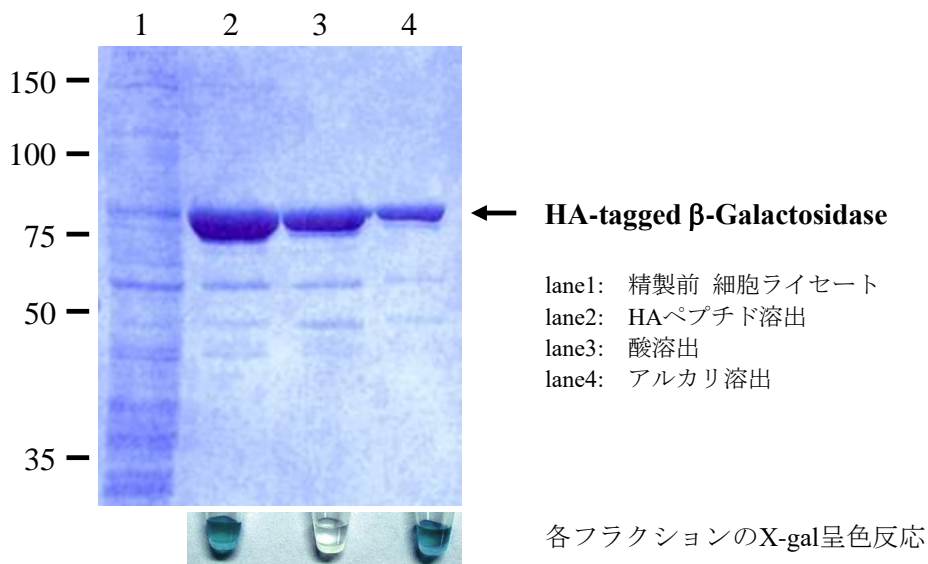 1 2 3 4
150
100
75
50
35
HA-tagged β-Galactosidase
lane1: 精製前 細胞ライセート
lane2: HAペプチド溶出
lane3: 酸溶出
lane4: アルカリ溶出
各フラクションのX-gal呈色反応